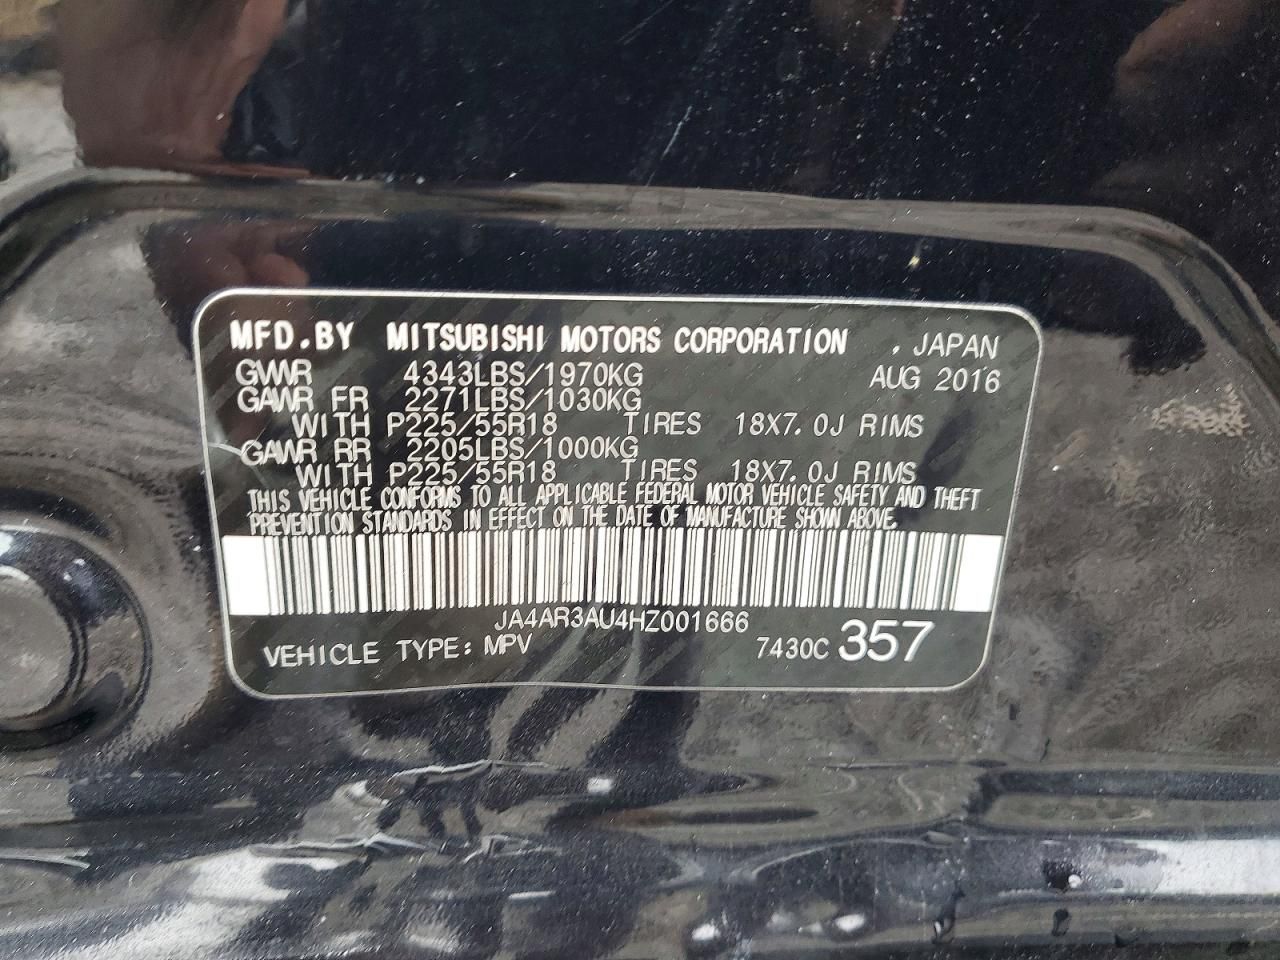 MFD.BY MITSUBISHI MOTORS CORPORATION , JAPAN
GVWR 4343LBS/1970KG AUG 2016
GAWR FR 2271LBS/1030KG
WITH P225/55R18 TIRES 18X7.0J RIMS
GAWR RR 2205LBS/1000KG
WITH P225/55R18 TIRES 18X7.0J RIMS
THIS VEHICLE CONFORMS TO ALL APPLICABLE FEDERAL MOTOR VEHICLE SAFETY AND THEFT
PREVENTION STANDARDS IN EFFECT ON THE DATE OF MANUFACTURE SHOWN ABOVE.
JA4AR3AU4HZ001666
VEHICLE TYPE: MPV 7430C 357